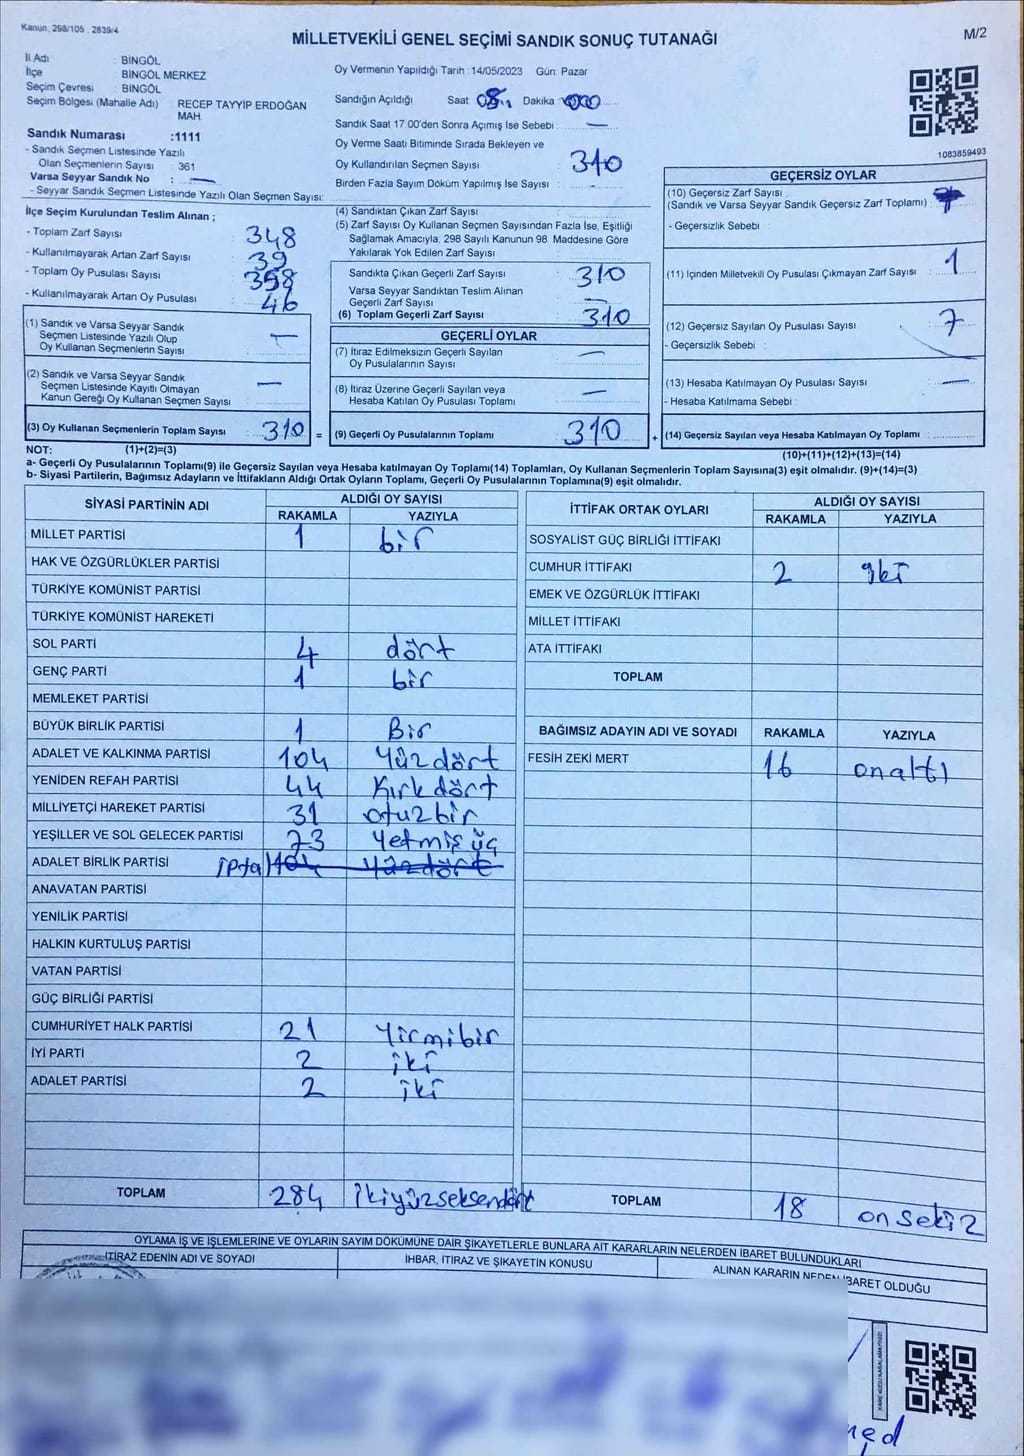 Kanun: 298/105 , 2839/4
M/2
MİLLETVEKİLİ GENEL SEÇİMİ SANDIK SONUÇ TUTANAĞI
İl Adı : BİNGÖL
İlçe BİNGÖL MERKEZ
Seçim Çevresi : BİNGÖL
Seçim Bölgesi (Mahalle Adı) : RECEP TAYYİP ERDOĞAN
MAH.
Sandık Numarası :1111
- Sandık Seçmen Listesinde Yazılı
Olan Seçmenlerin Sayısı : 361
Varsa Seyyar Sandık No : —
- Seyyar Sandık Seçmen Listesinde Yazılı Olan Seçmen Sayısı:
Oy Vermenin Yapıldığı Tarih :14/05/2023 Gün: Pazar
Sandığın Açıldığı Saat 08 Dakika
Sandık Saat 17 00'den Sonra Açımış İse Sebebi : —
Oy Verme Saati Bitiminde Sırada Bekleyen ve
Oy Kullandırılan Seçmen Sayısı 310
Birden Fazla Sayım Döküm Yapılmış İse Sayısı -
1083859493
İlçe Seçim Kurulundan Teslim Alınan ;
- Toplam Zarf Sayısı 348
- Kullanılmayarak Artan Zarf Sayısı 39
- Toplam Oy Pusulası Sayısı 358
- Kullanılmayarak Artan Oy Pusulası 46
(1) Sandık ve Varsa Seyyar Sandık
Seçmen Listesinde Yazılı Olup
Oy Kullanan Seçmenlerin Sayısı —
(2) Sandık ve Varsa Seyyar Sandık
Seçmen Listesinde Kayıtlı Olmayan
Kanun Gereği Oy Kullanan Seçmen Sayısı —
(3) Oy Kullanan Seçmenlerin Toplam Sayısı 310 =
(4) Sandıktan Çıkan Zarf Sayısı
(5) Zarf Sayısı Oy Kullanan Seçmen Sayısından Fazla İse, Eşitliği
Sağlamak Amacıyla, 298 Sayılı Kanunun 98. Maddesine Göre
Yakılarak Yok Edilen Zarf Sayısı
Sandıkta Çıkan Geçerli Zarf Sayısı 310
Varsa Seyyar Sandıktan Teslim Alınan
Geçerli Zarf Sayısı —
(6) Toplam Geçerli Zarf Sayısı 310
GEÇERLİ OYLAR
(7) İtiraz Edilmeksizin Geçerli Sayılan
Oy Pusulalarının Sayısı —
(8) İtiraz Üzerine Geçerli Sayılan veya
Hesaba Katılan Oy Pusulası Toplamı —
(9) Geçerli Oy Pusulalarının Toplamı 310 +
GEÇERSİZ OYLAR
(10) Geçersiz Zarf Sayısı
(Sandık ve Varsa Seyyar Sandık Geçersiz Zarf Toplamı)
- Geçersizlik Sebebi
(11) İçinden Milletvekili Oy Pusulası Çıkmayan Zarf Sayısı 1
(12) Geçersiz Sayılan Oy Pusulası Sayısı 7
- Geçersizlik Sebebi :
(13) Hesaba Katılmayan Oy Pusulası Sayısı —
- Hesaba Katılmama Sebebi :
(14) Geçersiz Sayılan veya Hesaba Katılmayan Oy Toplamı :
NOT: (1)+(2)=(3) (10)+(11)+(12)+(13)=(14)
a- Geçerli Oy Pusulalarının Toplamı(9) ile Geçersiz Sayılan veya Hesaba katılmayan Oy Toplamı(14) Toplamları, Oy Kullanan Seçmenlerin Toplam Sayısına(3) eşit olmalıdır. (9)+(14)=(3)
b- Siyasi Partilerin, Bağımsız Adayların ve İttifakların Aldığı Ortak Oyların Toplamı, Geçerli Oy Pusulalarının Toplamına(9) eşit olmalıdır.
SİYASİ PARTİNİN ADI ALDIĞI OY SAYISI
RAKAMLA YAZIYLA
MİLLET PARTİSİ 1 bir
HAK VE ÖZGÜRLÜKLER PARTİSİ
TÜRKİYE KOMÜNİST PARTİSİ
TÜRKİYE KOMÜNİST HAREKETİ
SOL PARTİ 4 dört
GENÇ PARTİ 1 bir
MEMLEKET PARTİSİ
BÜYÜK BİRLİK PARTİSİ 1 Bir
ADALET VE KALKINMA PARTİSİ 104 Yüzdört
YENİDEN REFAH PARTİSİ 44 Kırkdört
MİLLİYETÇİ HAREKET PARTİSİ 31 otuzbir
YEŞİLLER VE SOL GELECEK PARTİSİ 73 Yetmiş üç
ADALET BİRLİK PARTİSİ iptal 104 Yüzdört
ANAVATAN PARTİSİ
YENİLİK PARTİSİ
HALKIN KURTULUŞ PARTİSİ
VATAN PARTİSİ
GÜÇ BİRLİĞİ PARTİSİ
CUMHURİYET HALK PARTİSİ 21 Yirmibir
İYİ PARTİ 2 iki
ADALET PARTİSİ 2 iki
TOPLAM 284 ikiyüzseksendört
İTTİFAK ORTAK OYLARI ALDIĞI OY SAYISI
RAKAMLA YAZIYLA
SOSYALİST GÜÇ BİRLİĞİ İTTİFAKI
CUMHUR İTTİFAKI 2 iki
EMEK VE ÖZGÜRLÜK İTTİFAKI
MİLLET İTTİFAKI
ATA İTTİFAKI
TOPLAM
BAĞIMSIZ ADAYIN ADI VE SOYADI RAKAMLA YAZIYLA
FESİH ZEKİ MERT 16 onaltı
TOPLAM 18 onsekiz
OYLAMA İŞ VE İŞLEMLERİNE VE OYLARIN SAYIM DÖKÜMÜNE DAİR ŞİKAYETLERLE BUNLARA AİT KARARLARIN NELERDEN İBARET BULUNDUKLARI
İTİRAZ EDENİN ADI VE SOYADI İHBAR, İTİRAZ VE ŞİKAYETİN KONUSU ALINAN KARARIN NEDEN İBARET OLDUĞU